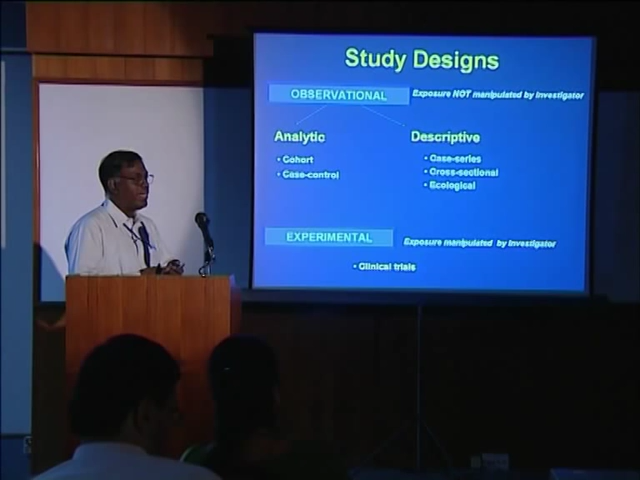 Study Designs
OBSERVATIONAL
Exposure NOT manipulated by Investigator
Analytic
• Cohort
• Case-control
Descriptive
• Case-series
• Cross-sectional
• Ecological
EXPERIMENTAL
Exposure manipulated by Investigator
• Clinical trials